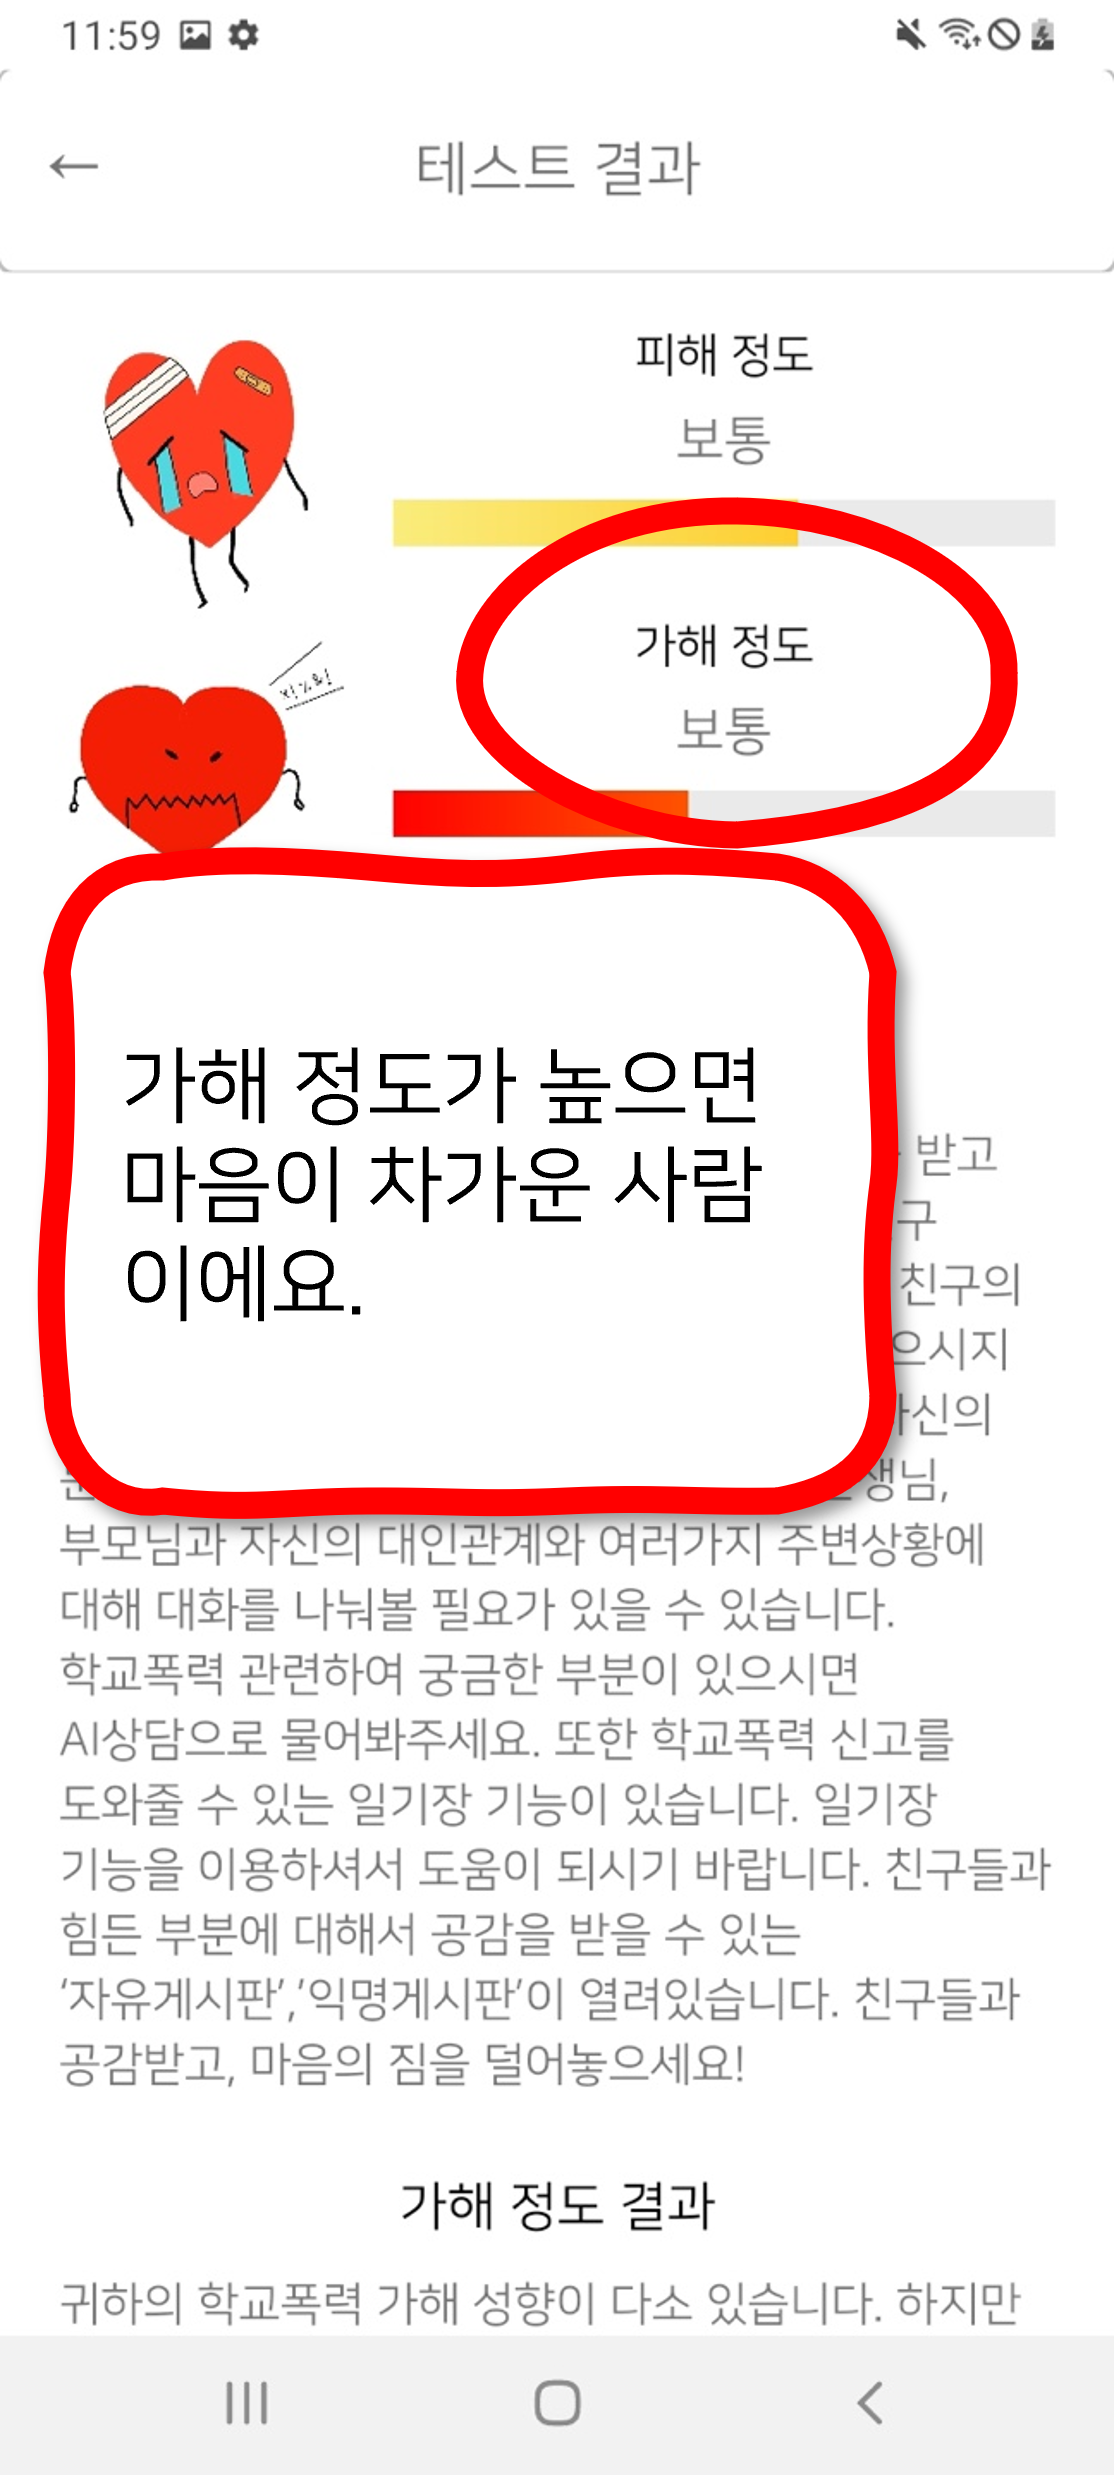 11:59
테스트 결과
피해 정도
보통
가해 정도
보통
가해 정도가 높으면
마음이 차가운 사람
이에요.
받고
구
친구의
으시지
신의
생님,
부모님과 자신의 대인관계와 여러가지 주변상황에
대해 대화를 나눠볼 필요가 있을 수 있습니다.
학교폭력 관련하여 궁금한 부분이 있으시면
AI상담으로 물어봐주세요. 또한 학교폭력 신고를
도와줄 수 있는 일기장 기능이 있습니다. 일기장
기능을 이용하셔서 도움이 되시기 바랍니다. 친구들과
힘든 부분에 대해서 공감을 받을 수 있는
‘자유게시판’,’익명게시판’이 열려있습니다. 친구들과
공감받고, 마음의 짐을 덜어놓으세요!
가해 정도 결과
귀하의 학교폭력 가해 성향이 다소 있습니다. 하지만